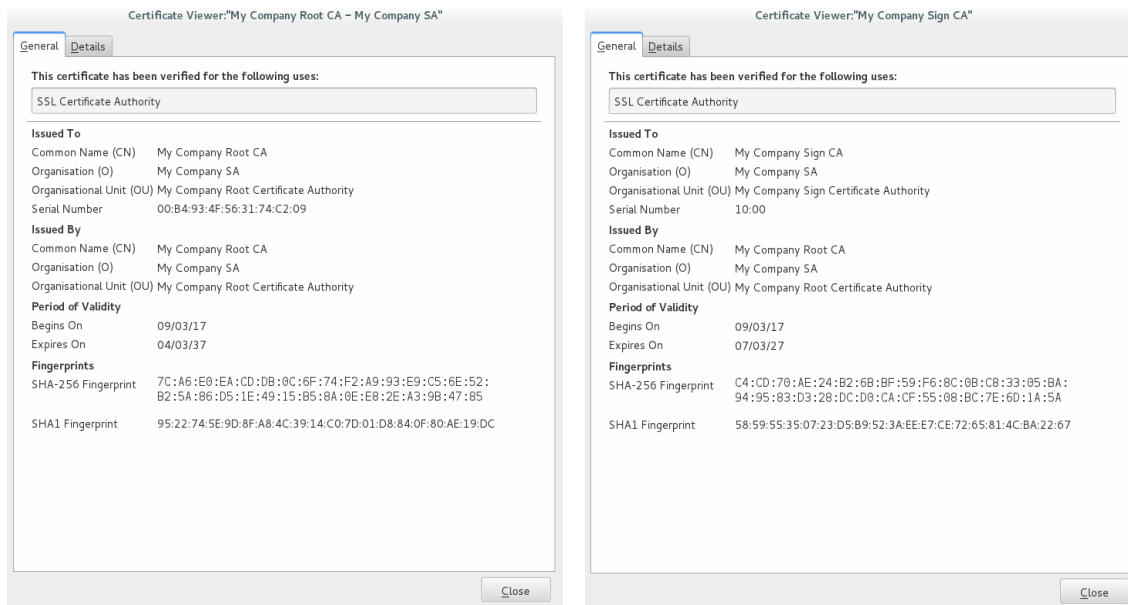 Certificate Viewer:"My Company Root CA – My Company SA"
General Details
This certificate has been verified for the following uses:
SSL Certificate Authority
Issued To
Common Name (CN) My Company Root CA
Organisation (O) My Company SA
Organisational Unit (OU) My Company Root Certificate Authority
Serial Number 00:B4:93:4F:56:31:74:C2:09
Issued By
Common Name (CN) My Company Root CA
Organisation (O) My Company SA
Organisational Unit (OU) My Company Root Certificate Authority
Period of Validity
Begins On 09/03/17
Expires On 04/03/37
Fingerprints
SHA-256 Fingerprint 7C:A6:E0:EA:CD:DB:0C:6F:74:F2:A9:93:E9:C5:6E:52:
B2:5A:86:D5:1E:49:15:B5:8A:0E:E8:2E:A3:9B:47:85
SHA1 Fingerprint 95:22:74:5E:9D:8F:A8:4C:39:14:C0:7D:01:D8:84:0F:80:AE:19:DC
Close
Certificate Viewer:"My Company Sign CA"
General Details
This certificate has been verified for the following uses:
SSL Certificate Authority
Issued To
Common Name (CN) My Company Sign CA
Organisation (O) My Company SA
Organisational Unit (OU) My Company Sign Certificate Authority
Serial Number 10:00
Issued By
Common Name (CN) My Company Root CA
Organisation (O) My Company SA
Organisational Unit (OU) My Company Root Certificate Authority
Period of Validity
Begins On 09/03/17
Expires On 07/03/27
Fingerprints
SHA-256 Fingerprint C4:CD:70:AE:24:B2:6B:BF:59:F6:8C:0B:C8:33:05:BA:
94:95:83:D3:28:DC:D0:CA:CF:55:08:BC:7E:6D:1A:5A
SHA1 Fingerprint 58:59:55:35:07:23:D5:B9:52:3A:EE:E7:CE:72:65:81:4C:BA:22:67
Close